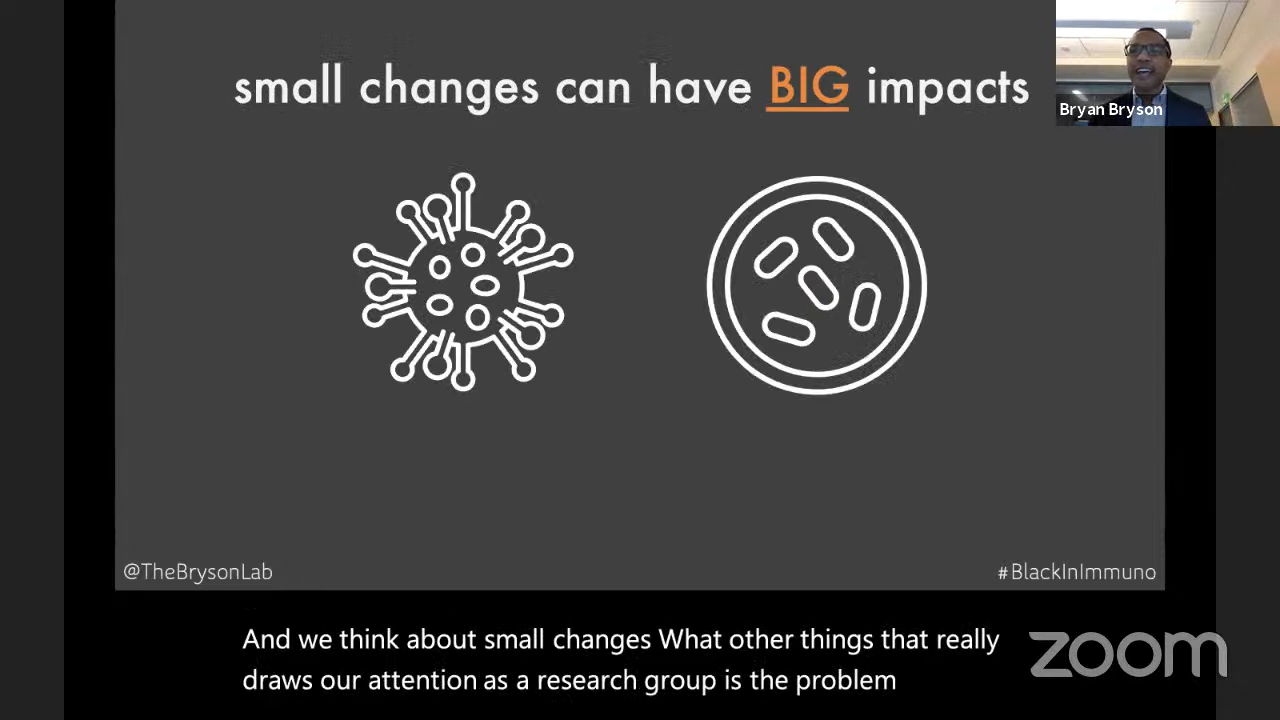 small changes can have BIG impacts
Bryan Bryson
@TheBrysonLab
#BlackInImmuno
And we think about small changes What other things that really
draws our attention as a research group is the problem
zoom